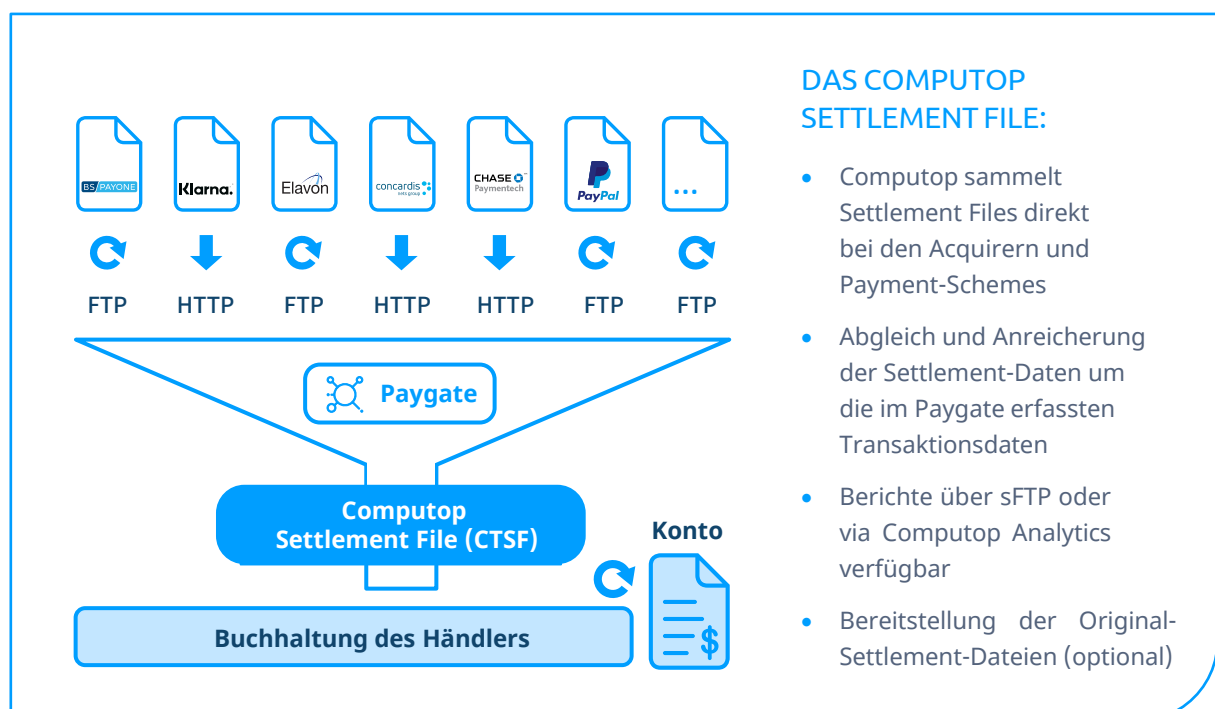 BS/PAYONE
Klarna.
Elavon
concardis
nets group
CHASE
Paymentech
PayPal
...
FTP
HTTP
FTP
HTTP
HTTP
FTP
FTP
Paygate
Computop
Settlement File (CTSF)
Konto
$
Buchhaltung des Händlers
DAS COMPUTOP
SETTLEMENT FILE:
• Computop sammelt
Settlement Files direkt
bei den Acquirern und
Payment-Schemes
• Abgleich und Anreicherung
der Settlement-Daten um
die im Paygate erfassten
Transaktionsdaten
• Berichte über sFTP oder
via Computop Analytics
verfügbar
• Bereitstellung der Original-
Settlement-Dateien (optional)